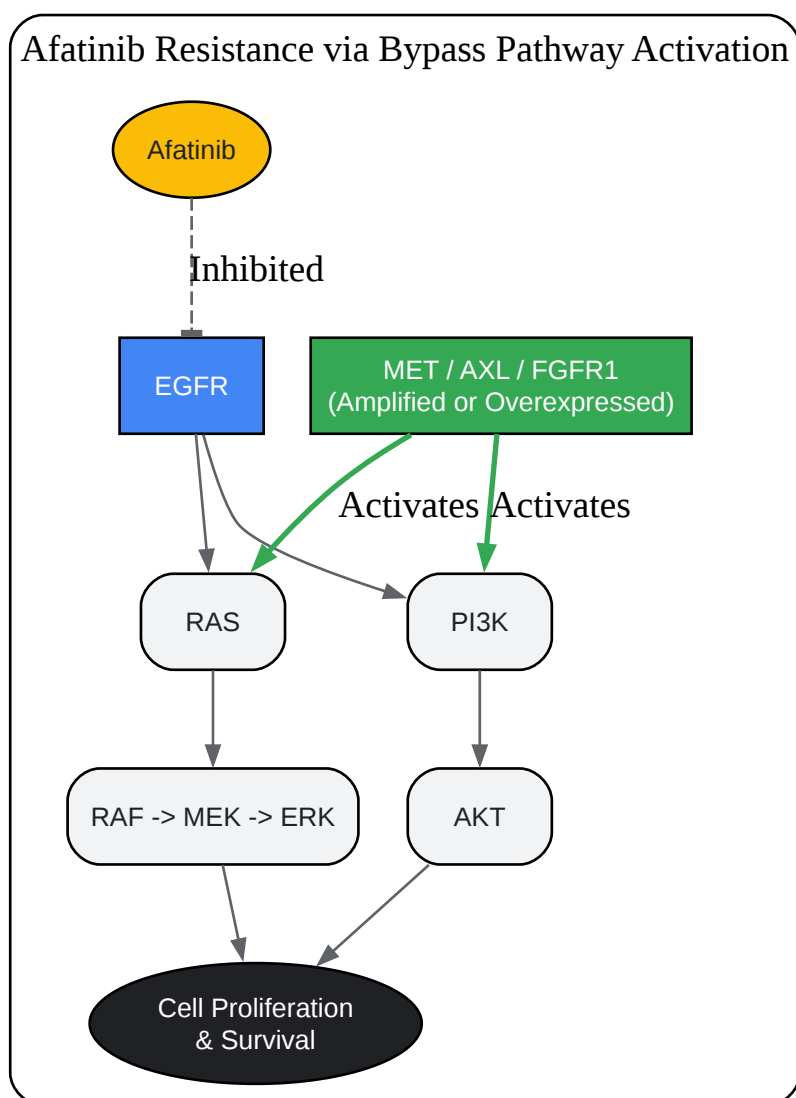 Afatinib Resistance via Bypass Pathway Activation
Afatinib
Inhibited
EGFR
MET / AXL / FGFR1
(Amplified or Overexpressed)
Activates
Activates
RAS
PI3K
RAF -> MEK -> ERK
AKT
Cell Proliferation
& Survival